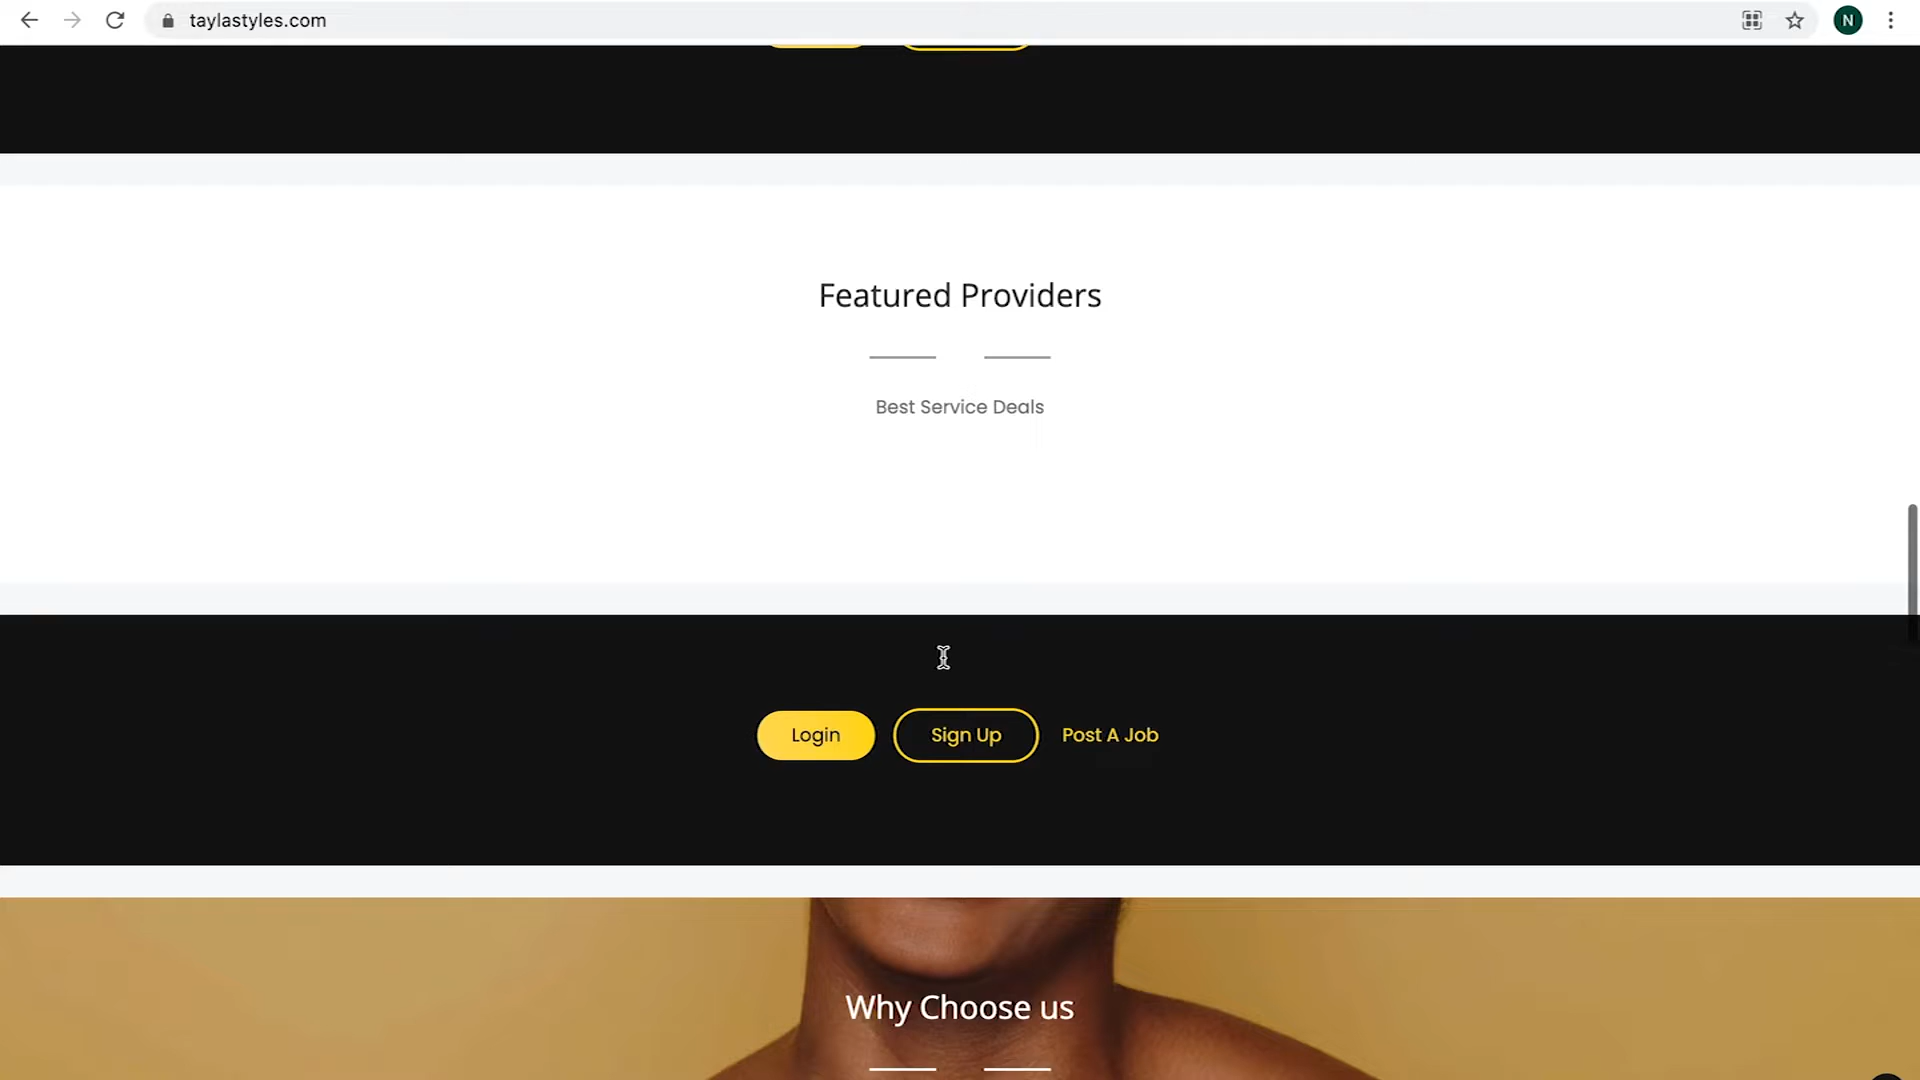 taylastyles.com
N
Featured Providers
Best Service Deals
Login Sign Up Post A Job
Why Choose us